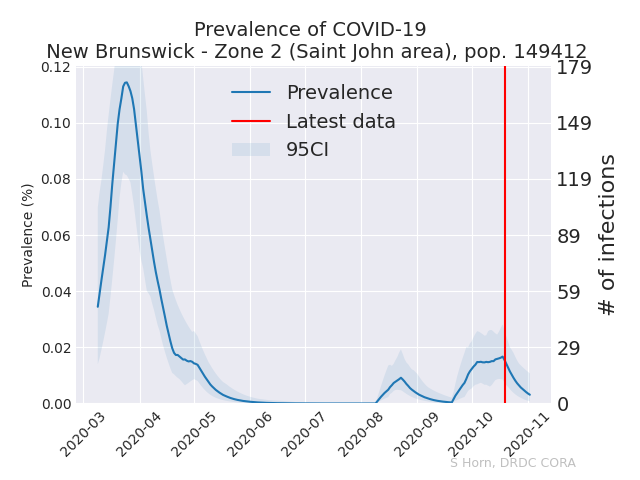 Prevalence of COVID-19
New Brunswick - Zone 2 (Saint John area), pop. 149412
Prevalence
Latest data
95CI
Prevalence (%)
0.12
0.10
0.08
0.06
0.04
0.02
0.00
179
149
119
89
59
29
0
# of infections
2020-03
2020-04
2020-05
2020-06
2020-07
2020-08
2020-09
2020-10
2020-11
S Horn, DRDC CORA